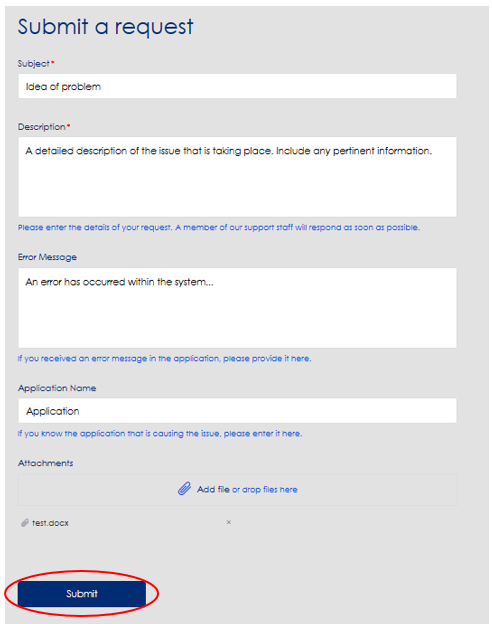 Submit a request
Subject*
Idea of problem
Description*
A detailed description of the issue that is taking place. Include any pertinent information.
Please enter the details of your request. A member of our support staff will respond as soon as possible.
Error Message
An error has occurred within the system...
If you received an error message in the application, please provide it here.
Application Name
Application
If you know the application that is causing the issue, please enter it here.
Attachments
Add file or drop files here
test.docx ×
Submit